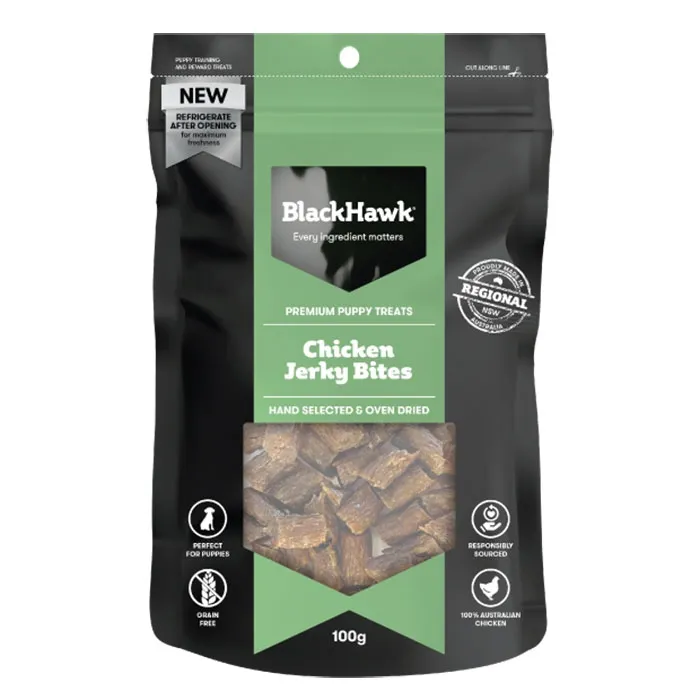 PUPPY TRAINING
AND REWARD TREATS
CUT ALONG LINE
NEW
REFRIGERATE
AFTER OPENING
for maximum
freshness
BlackHawk®
Every ingredient matters
PREMIUM PUPPY TREATS
PROUDLY MADE IN
REGIONAL
NSW
AUSTRALIA
Chicken
Jerky Bites
HAND SELECTED & OVEN DRIED
PERFECT
FOR PUPPIES
RESPONSIBLY
SOURCED
GRAIN
FREE
100% AUSTRALIAN
CHICKEN
100g